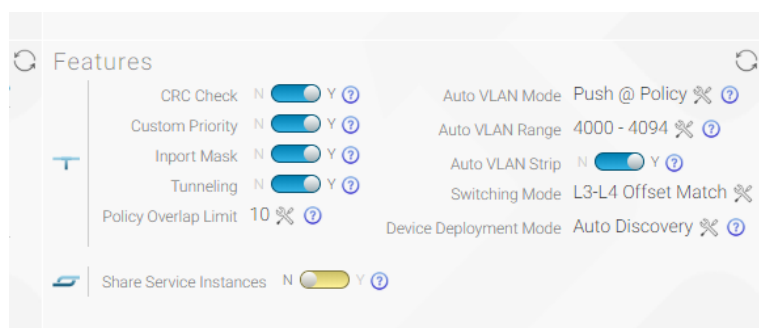 Features
CRC Check N Y ?
Custom Priority N Y ?
Inport Mask N Y ?
Tunneling N Y ?
Policy Overlap Limit 10 ?
Auto VLAN Mode Push @ Policy ?
Auto VLAN Range 4000 - 4094 ?
Auto VLAN Strip N Y ?
Switching Mode L3-L4 Offset Match
Device Deployment Mode Auto Discovery ?
Share Service Instances N Y ?